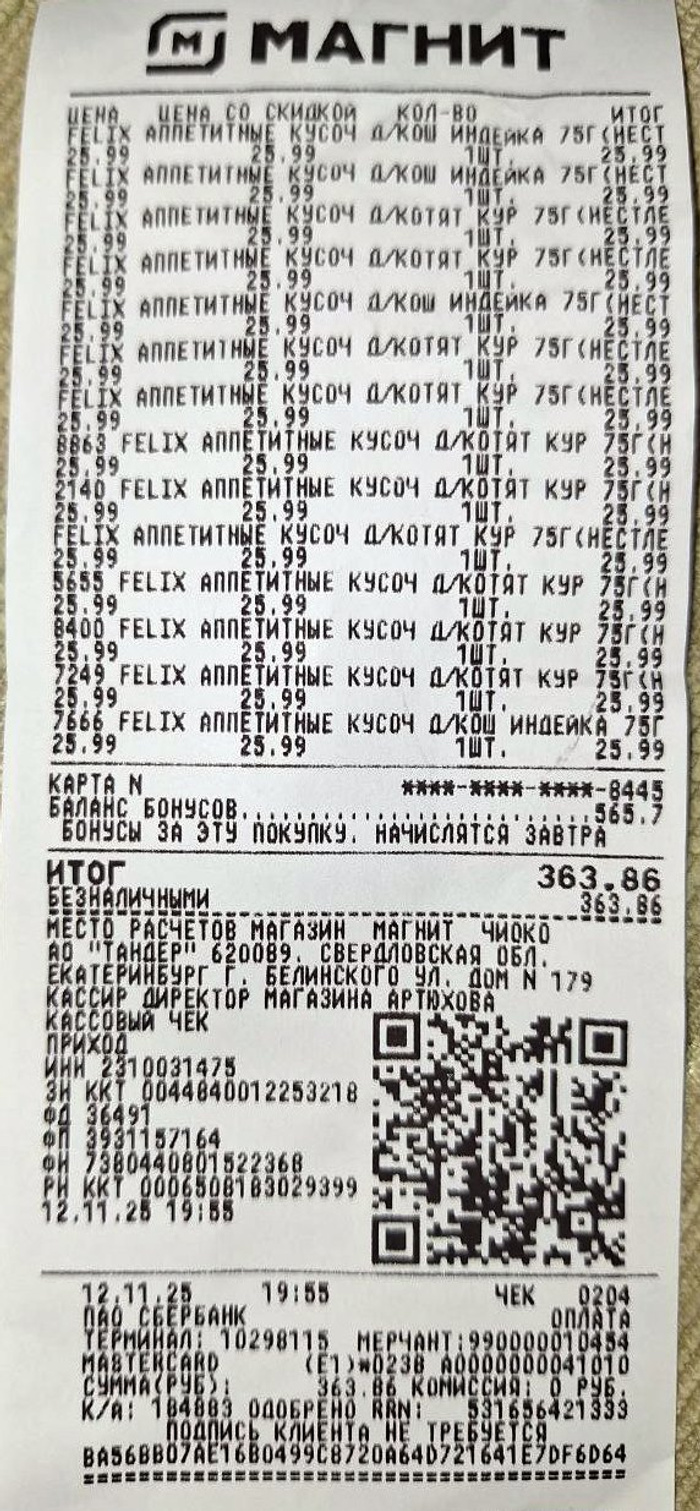 М МАГНИТ
ЦЕНА ЦЕНА СО СКИДКОЙ КОЛ-ВО ИТОГ
FELIX АППЕТИТНЫЕ КУСОЧ Д/КОШ ИНДЕЙКА 75Г(НЕСТ
25.99 25.99 1ШТ. 25.99
FELIX АППЕТИТНЫЕ КУСОЧ Д/КОШ ИНДЕЙКА 75Г(НЕСТ
25.99 25.99 1ШТ. 25.99
FELIX АППЕТИТНЫЕ КУСОЧ Д/КОТЯТ КУР 75Г(НЕСТЛЕ
25.99 25.99 1ШТ. 25.99
FELIX АППЕТИТНЫЕ КУСОЧ Д/КОТЯТ КУР 75Г(НЕСТЛЕ
25.99 25.99 1ШТ. 25.99
FELIX АППЕТИТНЫЕ КУСОЧ Д/КОШ ИНДЕЙКА 75Г(НЕСТ
25.99 25.99 1ШТ. 25.99
FELIX АППЕТИТНЫЕ КУСОЧ Д/КОТЯТ КУР 75Г(НЕСТЛЕ
25.99 25.99 1ШТ. 25.99
FELIX АППЕТИТНЫЕ КУСОЧ Д/КОТЯТ КУР 75Г(НЕСТЛЕ
25.99 25.99 1ШТ. 25.99
8863 FELIX АППЕТИТНЫЕ КУСОЧ Д/КОТЯТ КУР 75Г(Н
25.99 25.99 1ШТ. 25.99
2140 FELIX АППЕТИТНЫЕ КУСОЧ Д/КОТЯТ КУР 75Г(Н
25.99 25.99 1ШТ. 25.99
FELIX АППЕТИТНЫЕ КУСОЧ Д/КОТЯТ КУР 75Г(НЕСТЛЕ
25.99 25.99 1ШТ. 25.99
5655 FELIX АППЕТИТНЫЕ КУСОЧ Д/КОТЯТ КУР 75Г(Н
25.99 25.99 1ШТ. 25.99
8400 FELIX АППЕТИТНЫЕ КУСОЧ Д/КОТЯТ КУР 75Г(Н
25.99 25.99 1ШТ. 25.99
7249 FELIX АППЕТИТНЫЕ КУСОЧ Д/КОТЯТ КУР 75Г(Н
25.99 25.99 1ШТ. 25.99
7666 FELIX АППЕТИТНЫЕ КУСОЧ Д/КОШ ИНДЕЙКА 75Г
25.99 25.99 1ШТ. 25.99
КАРТА N ****-****-****-8445
БАЛАНС БОНУСОВ...........................565.7
БОНУСЫ ЗА ЭТУ ПОКУПКУ. НАЧИСЛЯТСЯ ЗАВТРА
ИТОГ 363.86
БЕЗНАЛИЧНЫМИ 363.86
МЕСТО РАСЧЕТОВ МАГАЗИН МАГНИТ ЧИОКО
АО "ТАНДЕР" 620089. СВЕРДЛОВСКАЯ ОБЛ.
ЕКАТЕРИНБУРГ Г. БЕЛИНСКОГО УЛ. ДОМ N 179
КАССИР ДИРЕКТОР МАГАЗИНА АРТЮХОВА
КАССОВЫЙ ЧЕК
ПРИХОД
ИНН 2310031475
ЗН ККТ 0044840012253218
ФД 36491
ФП 3931157164
ФН 7380440801522368
РН ККТ 0006508183029399
12.11.25 19:55
12.11.25 19:55 ЧЕК 0204
ПАО СБЕРБАНК ОПЛАТА
ТЕРМИНАЛ: 10298115 МЕРЧАНТ:990000010454
MASTERCARD (E1)*0238 A0000000041010
СУММА(РУБ): 363.86 КОМИССИЯ: 0 РУБ.
К/А: 184883 ОДОБРЕНО RRN: 531656421333
ПОДПИСЬ КЛИЕНТА НЕ ТРЕБУЕТСЯ
BA56BB07AE16B0499C8720A64D721641E7DF6D64
========================================